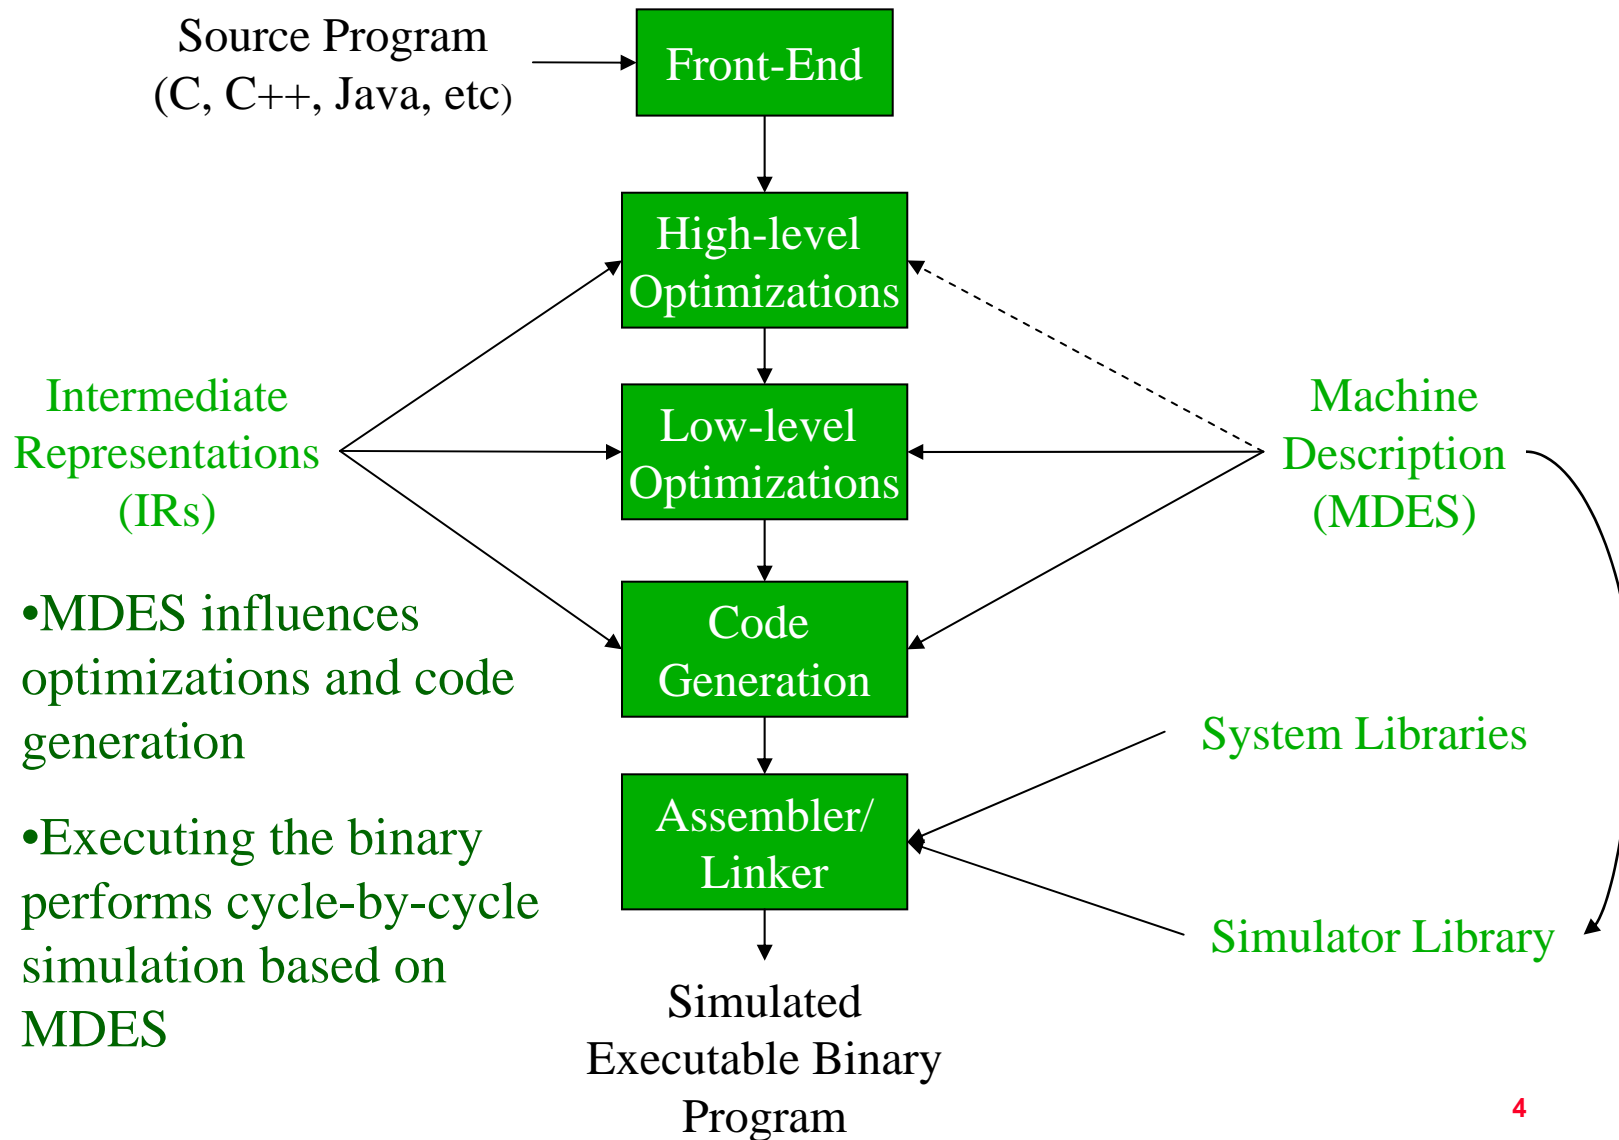 Source Program
(C, C++, Java, etc)
Front-End
High-level
Optimizations
Intermediate
Representations
(IRs)
Low-level
Optimizations
Machine
Description
(MDES)
•MDES influences
optimizations and code
generation
Code
Generation
System Libraries
•Executing the binary
performs cycle-by-cycle
simulation based on
MDES
Assembler/
Linker
Simulator Library
Simulated
Executable Binary
Program
4